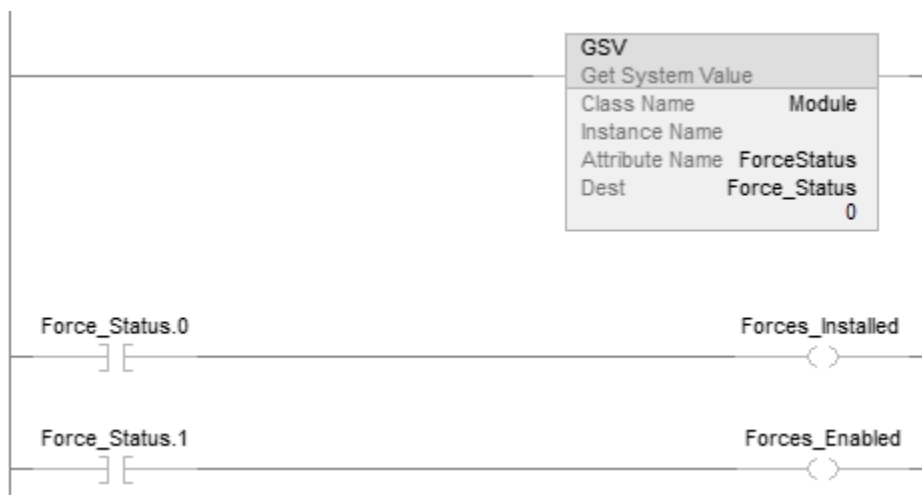 GSV
Get System Value
Class Name Module
Instance Name
Attribute Name ForceStatus
Dest Force_Status
0
Force_Status.0 Forces_Installed
Force_Status.1 Forces_Enabled